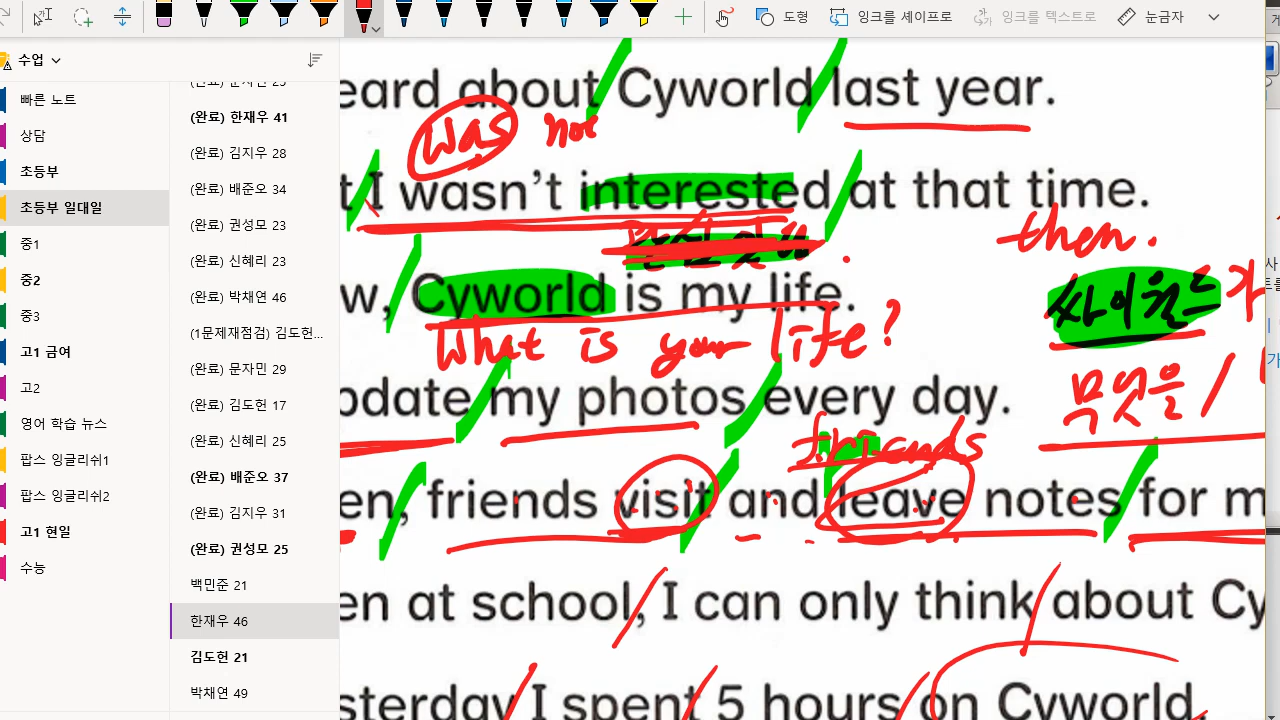 도형
잉크를 셰이프로
잉크를 텍스트로
눈금자
수업
빠른 노트
상담
초등부
초등부 일대일
중1
중2
중3
고1 금여
고2
영어 학습 뉴스
팝스 잉글리쉬1
팝스 잉글리쉬2
고1 현일
수능
(완료) 한재우 41
(완료) 김지우 28
(완료) 배준오 34
(완료) 권성모 23
(완료) 신혜리 23
(완료) 박채연 46
(1문제재점검) 김도헌...
(완료) 문자민 29
(완료) 김도헌 17
(완료) 신혜리 25
(완료) 배준오 37
(완료) 김지우 31
(완료) 권성모 25
백민준 21
한재우 46
김도헌 21
박채연 49
eard about Cyworld last year.
was not
t I wasn't interested at that time.
then.
w, Cyworld is my life.
싸이월드가
What is your life?
무엇을 /
pdate my photos every day.
friends
en, friends visit and leave notes for m
en at school, I can only think about Cy
sterday I spent 5 hours on Cyworld